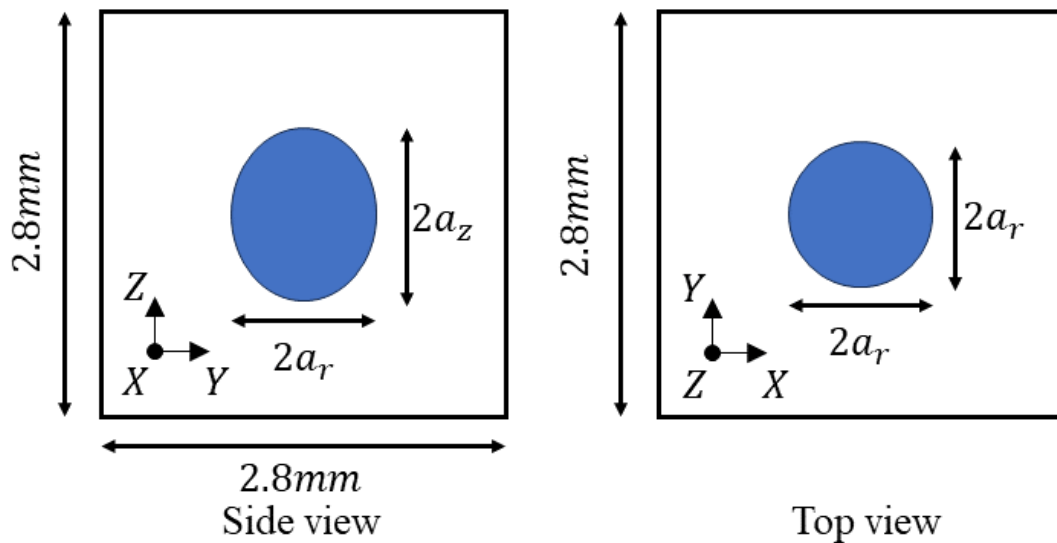 2.8mm
2a_z
Z
X
Y
2a_r
2.8mm
Side view
2.8mm
2a_r
Y
Z
X
2a_r
Top view